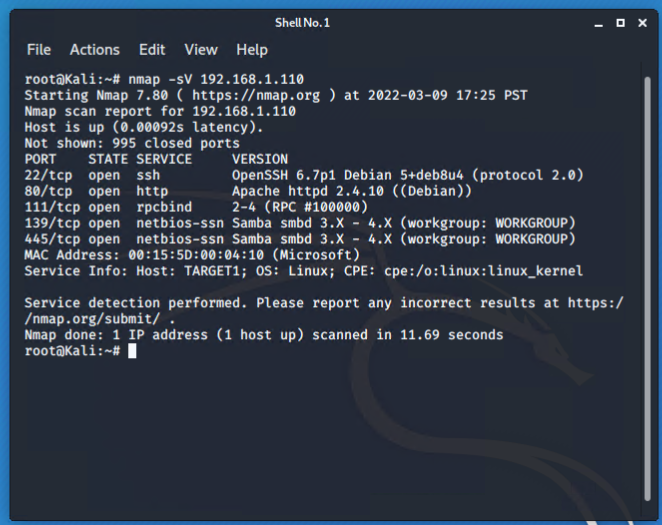 Shell No. 1
File Actions Edit View Help
root@Kali:~# nmap -sV 192.168.1.110
Starting Nmap 7.80 ( https://nmap.org ) at 2022-03-09 17:25 PST
Nmap scan report for 192.168.1.110
Host is up (0.00092s latency).
Not shown: 995 closed ports
PORT    STATE SERVICE     VERSION
22/tcp  open  ssh         OpenSSH 6.7p1 Debian 5+deb8u4 (protocol 2.0)
80/tcp  open  http        Apache httpd 2.4.10 ((Debian))
111/tcp open  rpcbind     2-4 (RPC #100000)
139/tcp open  netbios-ssn Samba smbd 3.X - 4.X (workgroup: WORKGROUP)
445/tcp open  netbios-ssn Samba smbd 3.X - 4.X (workgroup: WORKGROUP)
MAC Address: 00:15:5D:00:04:10 (Microsoft)
Service Info: Host: TARGET1; OS: Linux; CPE: cpe:/o:linux:linux_kernel
Service detection performed. Please report any incorrect results at https:/
/nmap.org/submit/ .
Nmap done: 1 IP address (1 host up) scanned in 11.69 seconds
root@Kali:~#